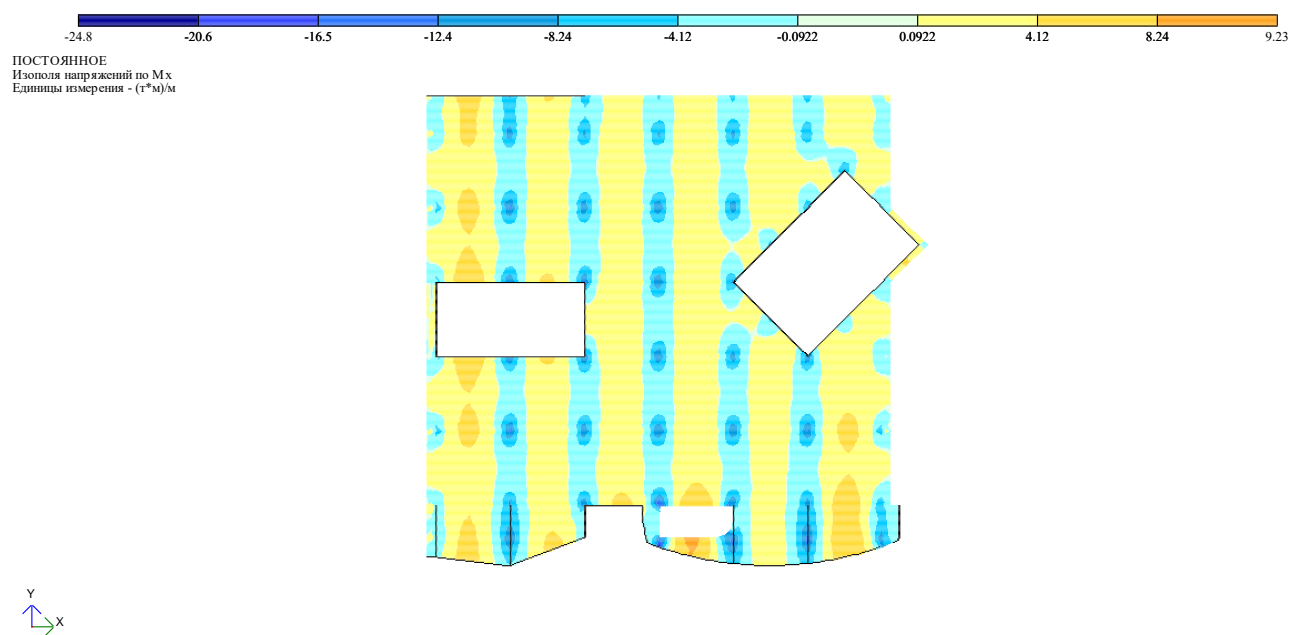 -24.8 -20.6 -16.5 -12.4 -8.24 -4.12 -0.0922 0.0922 4.12 8.24 9.23
ПОСТОЯННОЕ
Изополя напряжений по Mx
Единицы измерения - (т*м)/м
Y
X